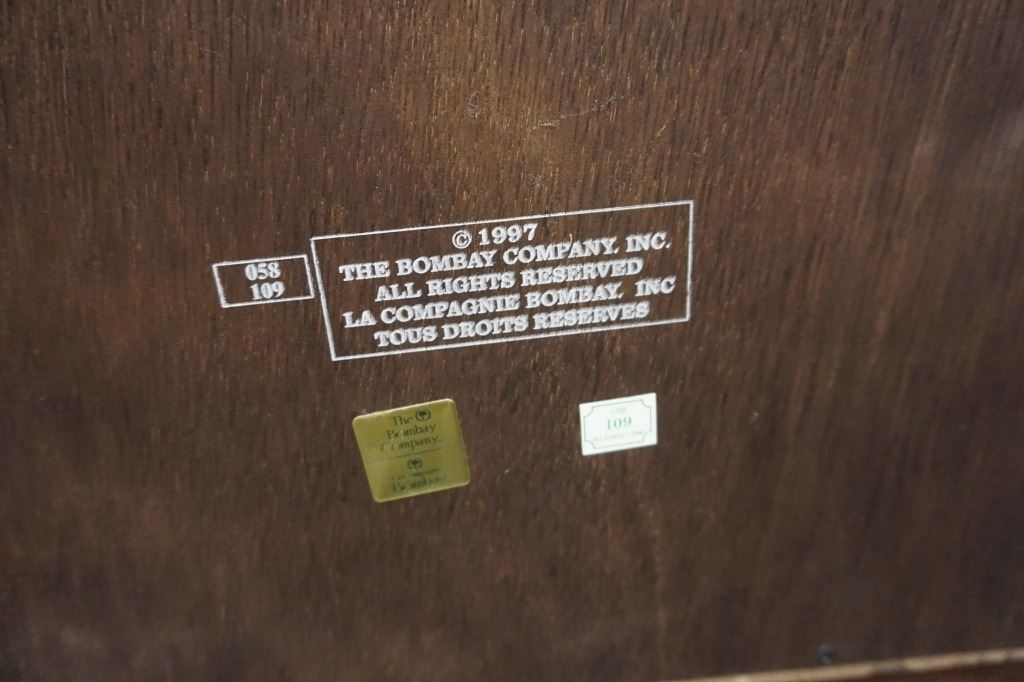 058
109
© 1997
THE BOMBAY COMPANY, INC.
ALL RIGHTS RESERVED
LA COMPAGNIE BOMBAY, INC
TOUS DROITS RESERVES
The
Bombay
Company.
Bombay
058
109